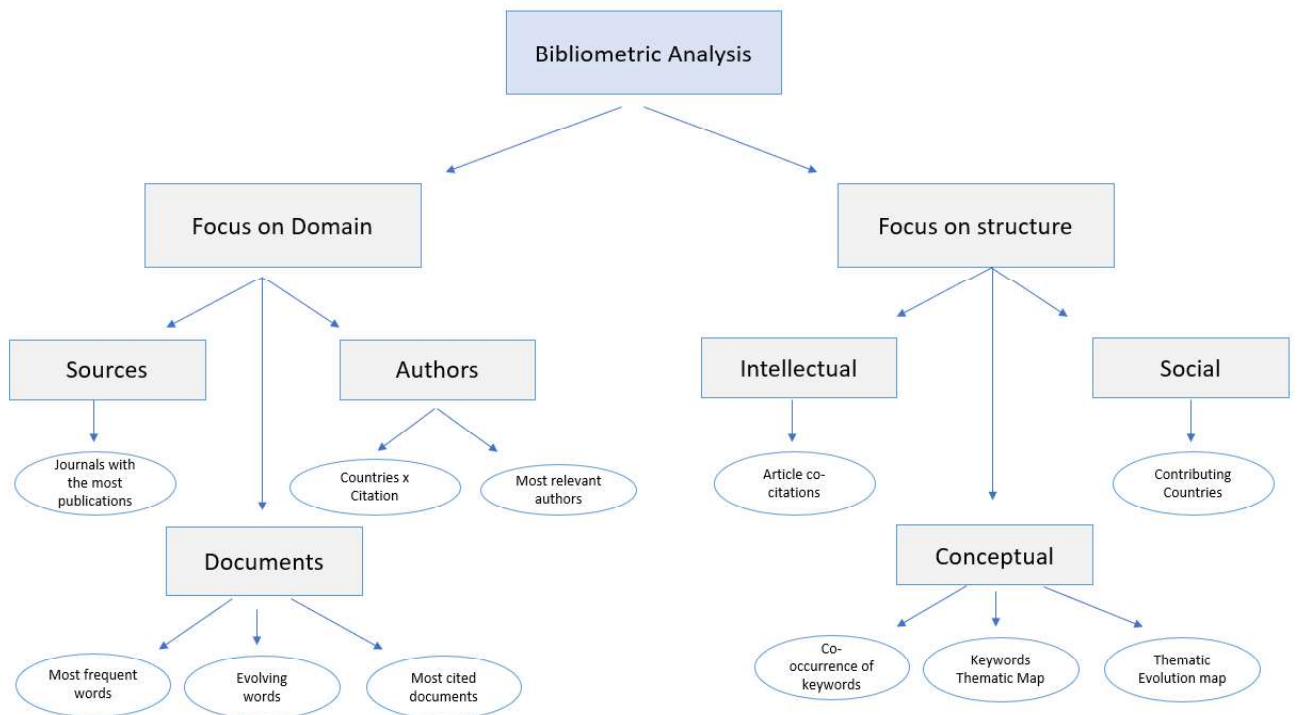 Bibliometric Analysis
Focus on Domain
Focus on structure
Sources
Authors
Intellectual
Social
Journals with
the most
publications
Countries x
Citation
Most relevant
authors
Article co-
citations
Contributing
Countries
Documents
Conceptual
Most frequent
words
Evolving
words
Most cited
documents
Co-
occurrence of
keywords
Keywords
Thematic Map
Thematic
Evolution map